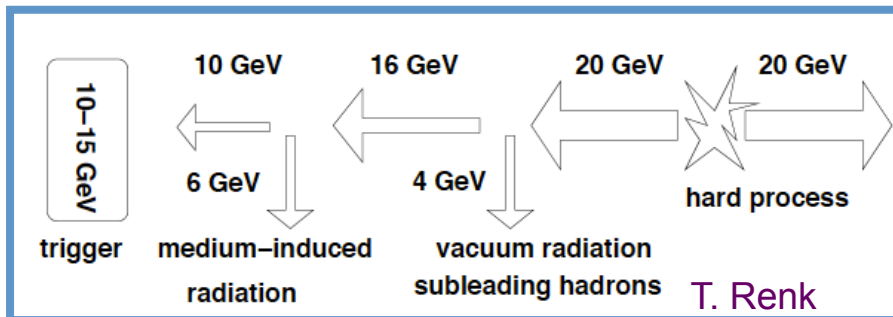 10 GeV
16 GeV
20 GeV
20 GeV
10–15 GeV
6 GeV
4 GeV
hard process
trigger
medium–induced
radiation
vacuum radiation
subleading hadrons
T. Renk